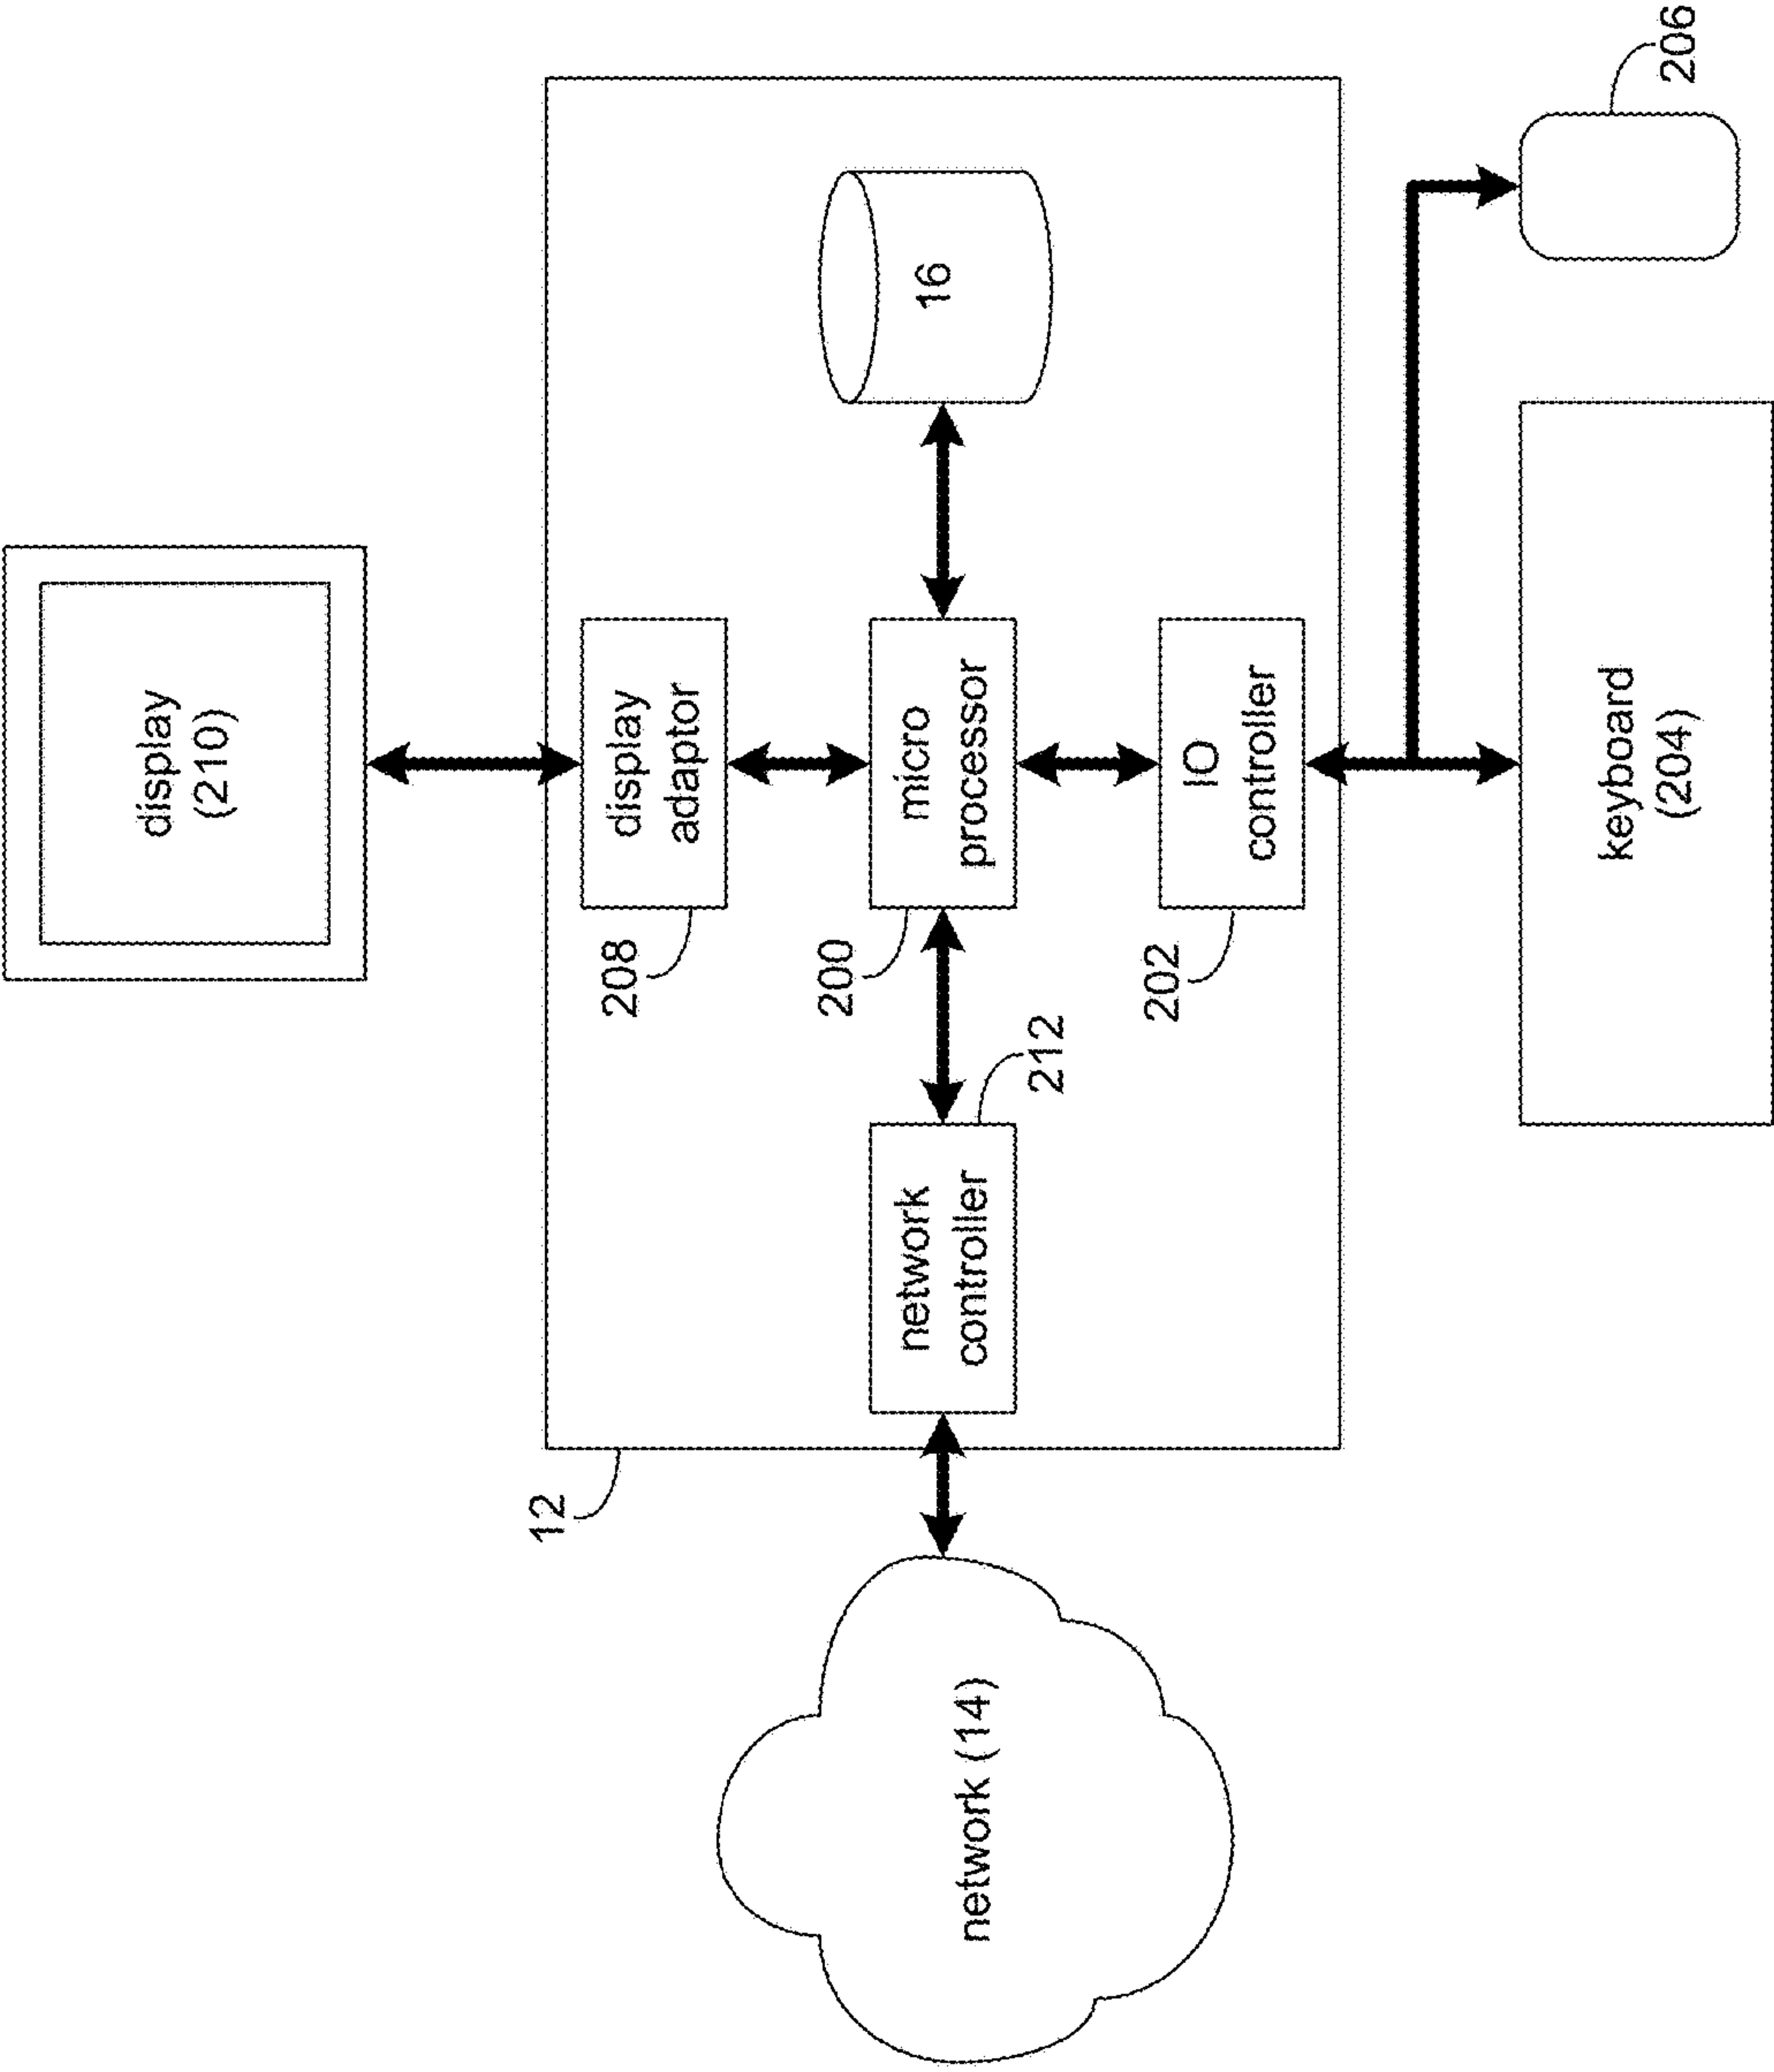 display
(210)
display
adaptor
208
micro
processor
200
16
IO
controller
202
network
controller
212
12
network (14)
keyboard
(204)
206